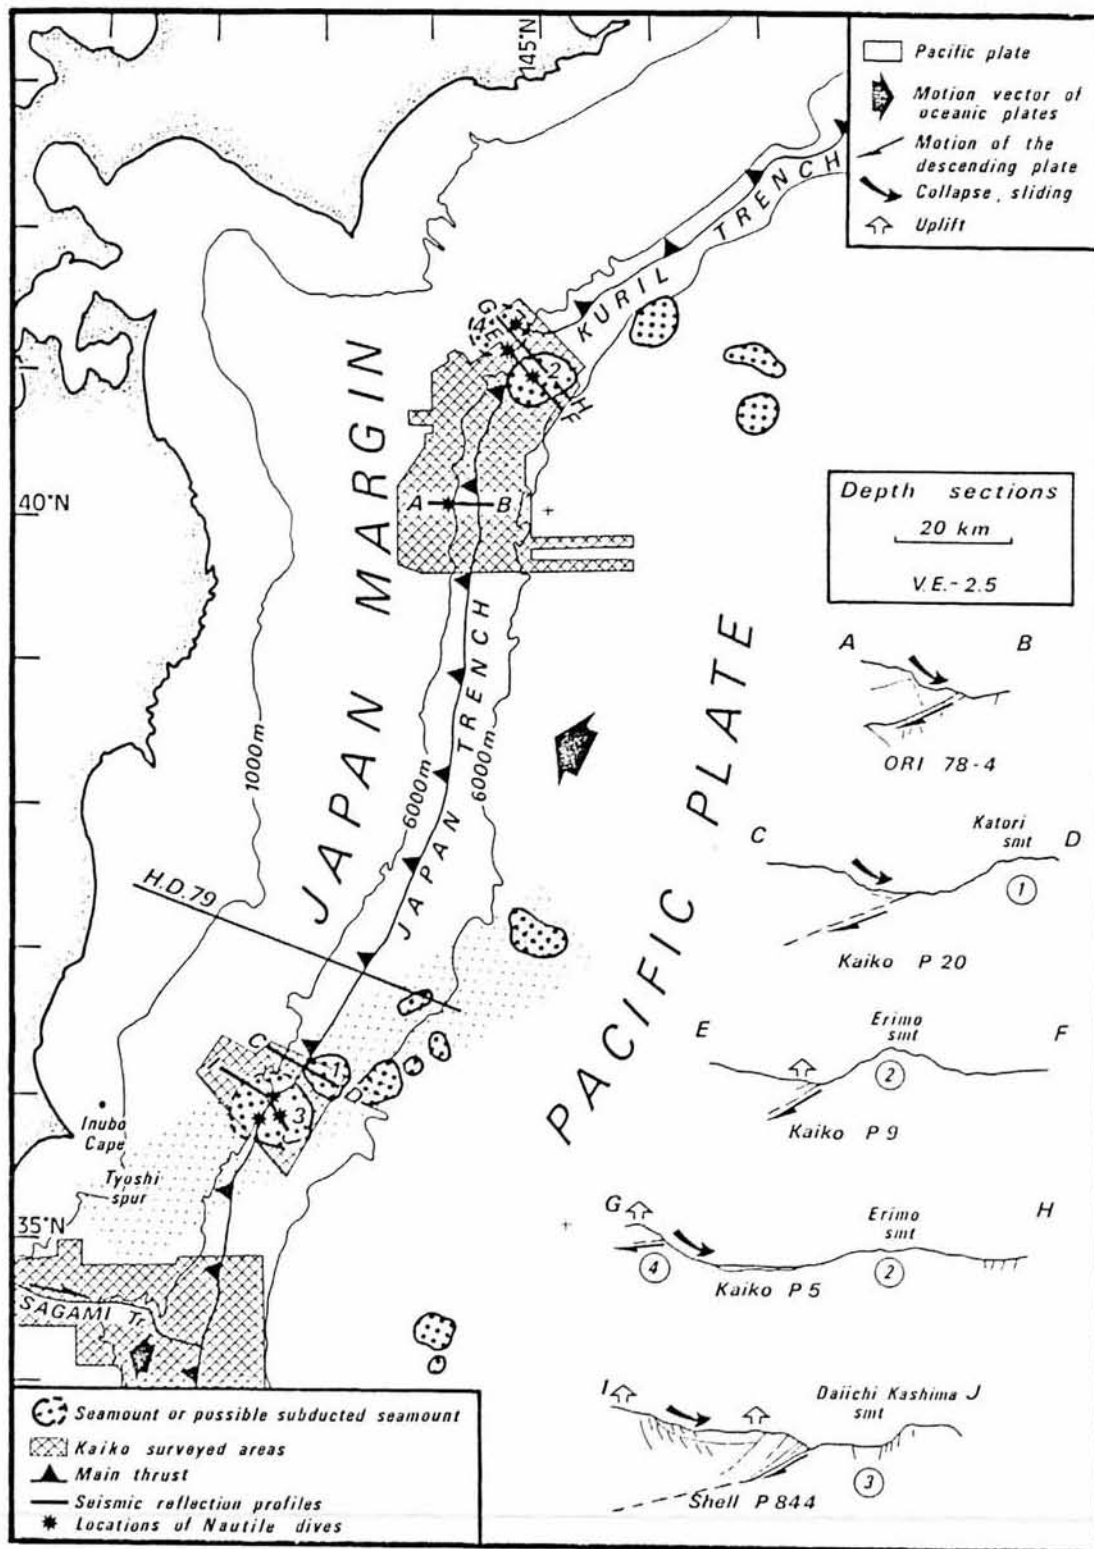 145°N
Pacific plate
Motion vector of
oceanic plates
Motion of the
descending plate
Collapse, sliding
Uplift
KURIL TRENCH
G
4
E
2
H
F
40°N
A
B
JAPAN MARGIN
Depth sections
20 km
V.E.-2.5
A B
ORI 78-4
1000m
6000m
JAPAN TRENCH
6000m
PACIFIC PLATE
Katori
smt
C D
1
Kaiko P 20
H.D.79
Erimo
smt
E F
2
Kaiko P 9
C
1
D
I
J
3
Inubo
Cape
Tyoshi
spur
35°N
Erimo
smt
G H
4
2
Kaiko P 5
SAGAMI Tr.
Daiichi Kashima
smt
I J
3
Shell P 844
Seamount or possible subducted seamount
Kaiko surveyed areas
Main thrust
Seismic reflection profiles
Locations of Nautile dives